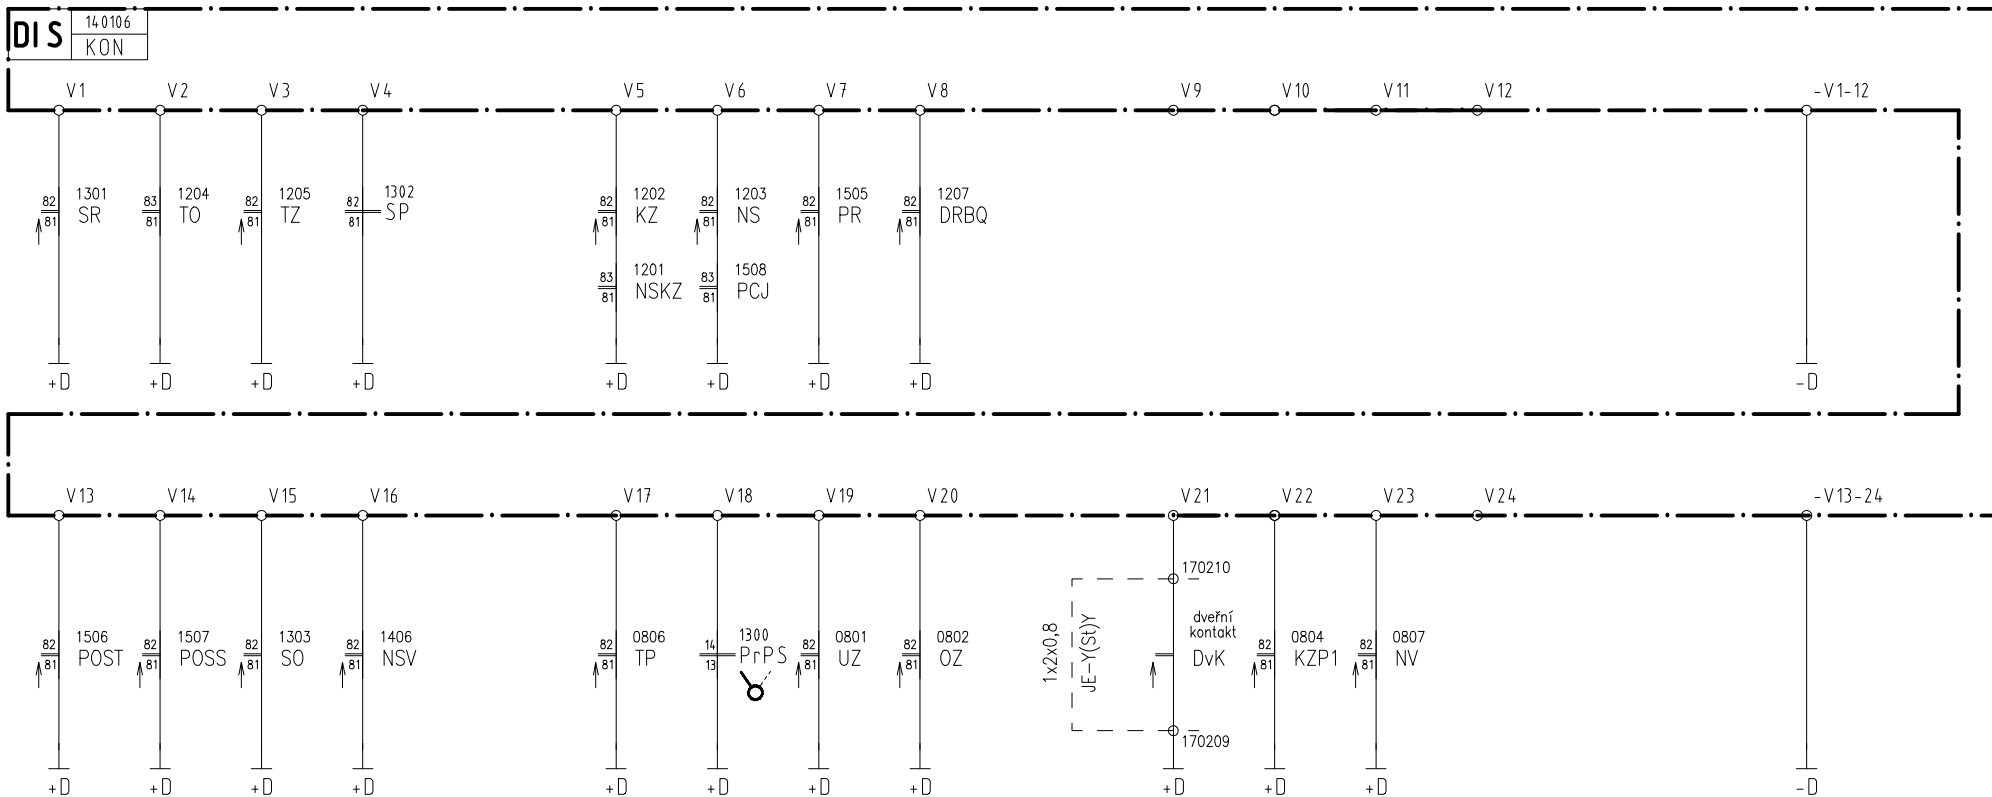 DIS
140106
KON
V1 V2 V3 V4 V5 V6 V7 V8 V9 V10 V11 V12 -V1-12
82 1301 83 1204 82 1205 82 1302 82 1202 82 1203 82 1505 82 1207
81 SR 81 TO 81 TZ 81 SP 81 KZ 81 NS 81 PR 81 DRBQ
83 1201 83 1508
81 NSKZ 81 PCJ
+D +D +D +D +D +D +D +D -D
V13 V14 V15 V16 V17 V18 V19 V20 V21 V22 V23 V24 -V13-24
170210
dveřní
kontakt
82 1506 82 1507 82 1303 82 1406 82 0806 14 1300 82 0801 82 0802 82 0804 82 0807
81 POST 81 POSS 81 SO 81 NSV 81 TP 13 PrPS 81 UZ 81 OZ DvK 81 KZP1 81 NV
1x2x0,8
JE-Y(St)Y
170209
+D +D +D +D +D +D +D +D +D +D +D -D